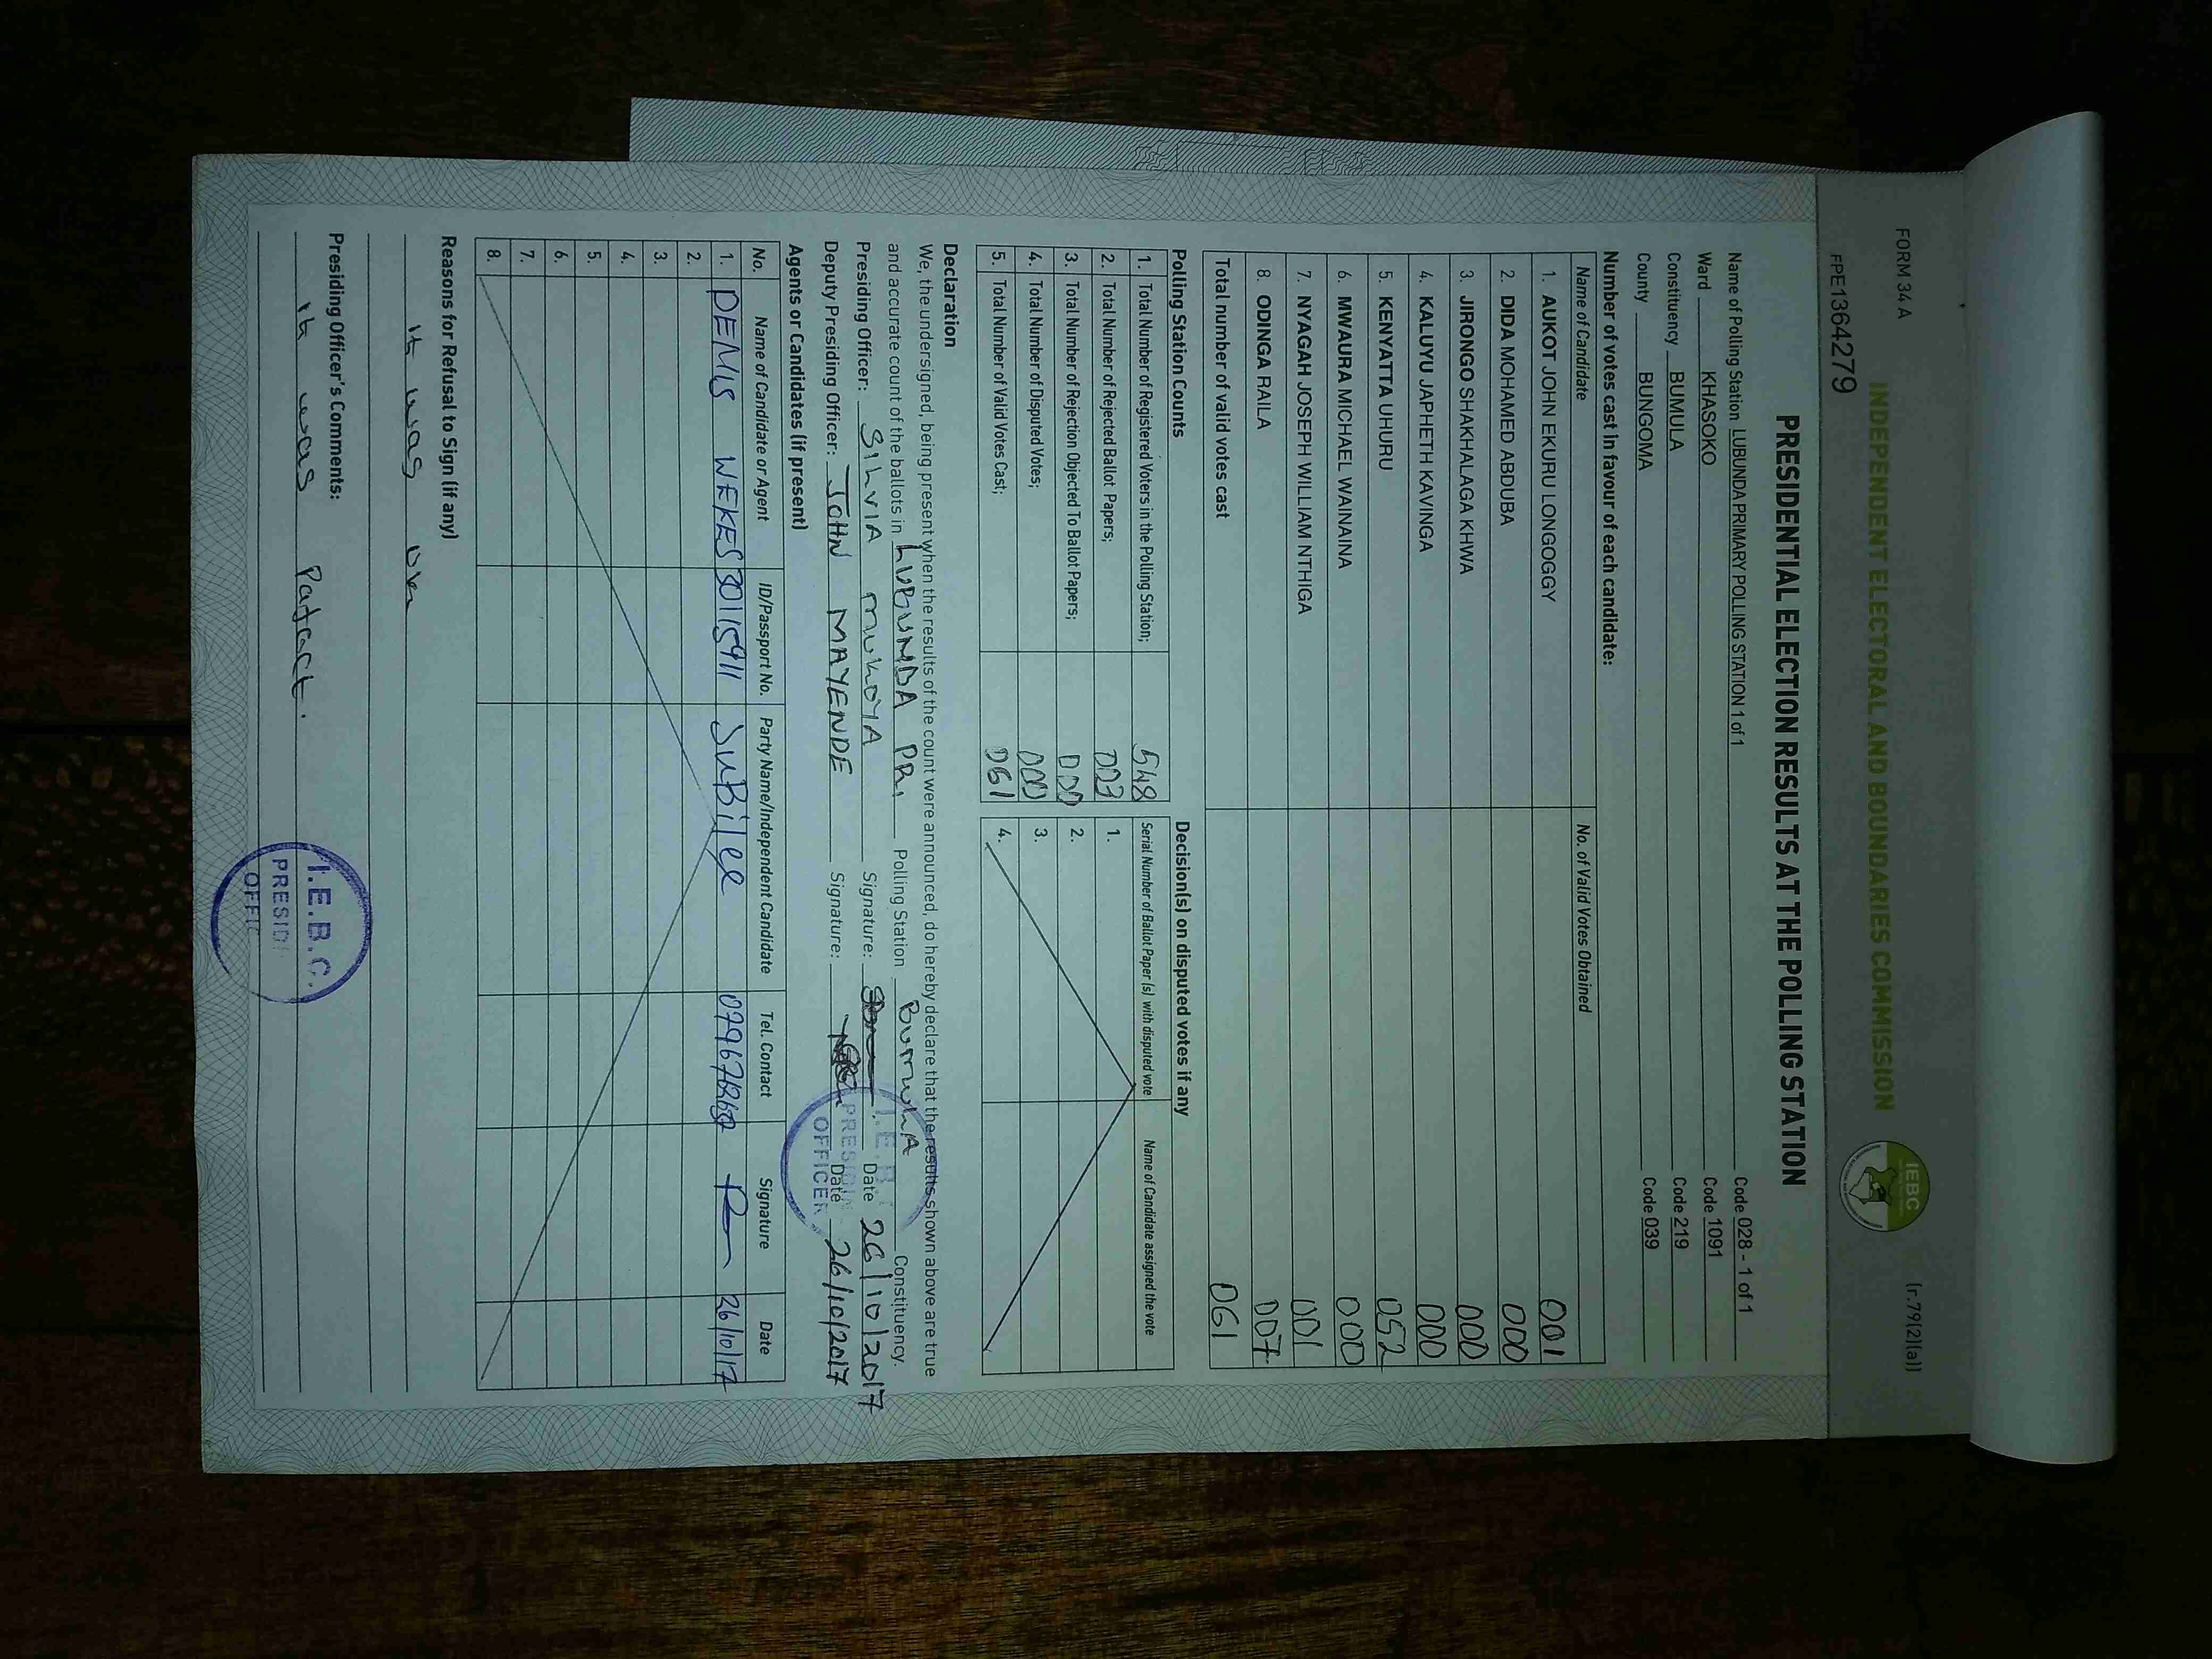 FORM 34 A
(r.79(2)(a))
INDEPENDENT ELECTORAL AND BOUNDARIES COMMISSION
IEBC
FPE1364279
PRESIDENTIAL ELECTION RESULTS AT THE POLLING STATION
Name of Polling Station LUBUNDA PRIMARY POLLING STATION 1 of 1 Code 028 - 1 of 1
Ward KHASOKO Code 1091
Constituency BUMULA Code 219
County BUNGOMA Code 039
Number of votes cast in favour of each candidate:
Name of Candidate No. of Valid Votes Obtained
1. AUKOT JOHN EKURU LONGOGGY 001
2. DIDA MOHAMED ABDUBA 000
3. JIRONGO SHAKHALAGA KHWA 000
4. KALUYU JAPHETH KAVINGA 000
5. KENYATTA UHURU 052
6. MWAURA MICHAEL WAINAINA 000
7. NYAGAH JOSEPH WILLIAM NTHIGA 001
8. ODINGA RAILA 007
Total number of valid votes cast 061
Polling Station Counts
1. Total Number of Registered Voters in the Polling Station; 548
2. Total Number of Rejected Ballot Papers; 003
3. Total Number of Rejection Objected To Ballot Papers; 000
4. Total Number of Disputed Votes; 000
5. Total Number of Valid Votes Cast; 061
Decision(s) on disputed votes if any
Serial Number of Ballot Paper (s) with disputed vote Name of Candidate assigned the vote
1.
2.
3.
4.
Declaration
We, the undersigned, being present when the results of the count were announced, do hereby declare that the results shown above are true
and accurate count of the ballots in LUBUNDA PRI Polling Station BUMULA Constituency.
Presiding Officer: SILVIA MUKOYA Signature: Date 26/10/2017
Deputy Presiding Officer: JOHN MAYENDE Signature: Date 26/10/2017
I.E.B.C.
PRESIDING
OFFICER
Agents or Candidates (if present)
No. Name of Candidate or Agent ID/Passport No. Party Name/Independent Candidate Tel. Contact Signature Date
1. DENIS WEKES 30115911 JuBilee 26/10/17
2.
3.
4.
5.
6.
7.
8.
Reasons for Refusal to Sign (if any)
It was
Presiding Officer's Comments:
It was Pafact.
I.E.B.C.
PRESIDI
OFFIC